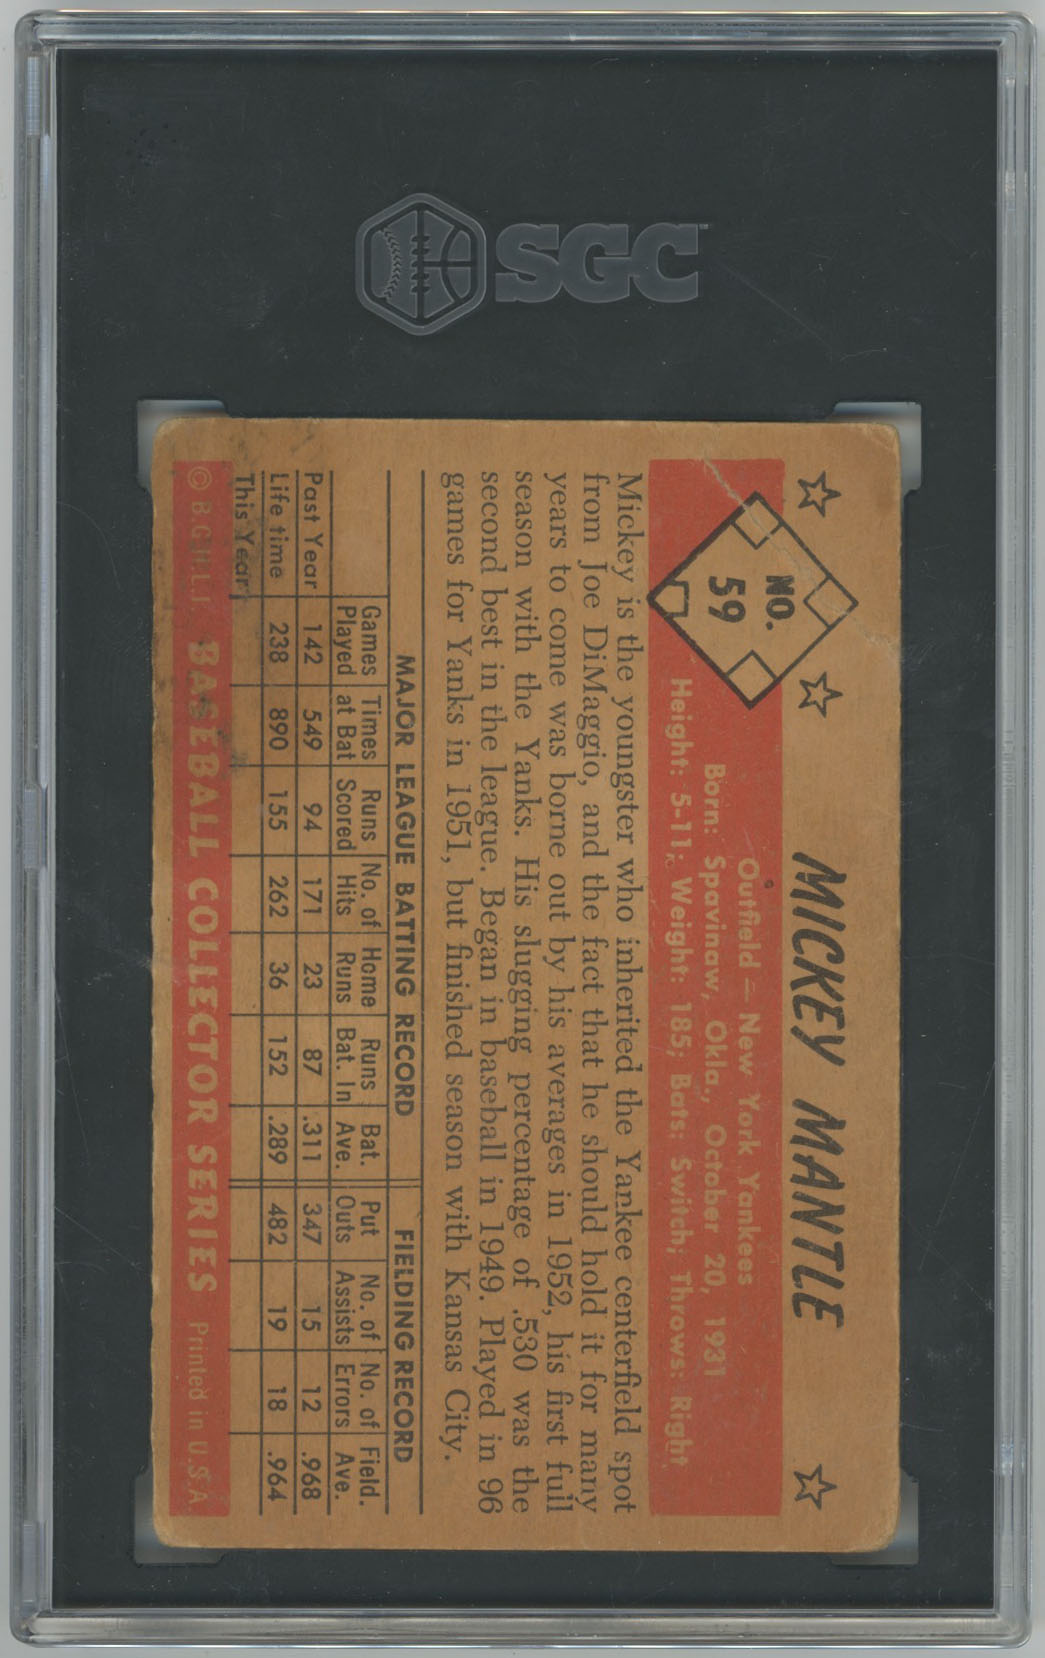 SGC
MICKEY MANTLE
NO.
59
Outfield — New York Yankees
Born: Spavinaw, Okla., October 20, 1931
Height: 5-11; Weight: 185; Bats: Switch; Throws: Right
Mickey is the youngster who inherited the Yankee centerfield spot
from Joe DiMaggio, and the fact that he should hold it for many
years to come was borne out by his averages in 1952, his first full
season with the Yanks. His slugging percentage of .530 was the
second best in the league. Began in baseball in 1949. Played in 96
games for Yanks in 1951, but finished season with Kansas City.
MAJOR LEAGUE BATTING RECORD FIELDING RECORD
Games Times Runs No. of Home Runs Bat. Put No. of No. of Field.
Played at Bat Scored Hits Runs Bat. In Ave. Outs Assists Errors Ave.
Past Year 142 549 94 171 23 87 .311 347 15 12 .968
Life time 238 890 155 262 36 152 .289 482 19 18 .964
This Year
© B.G.H.L.I. BASEBALL COLLECTOR SERIES Printed in U.S.A.